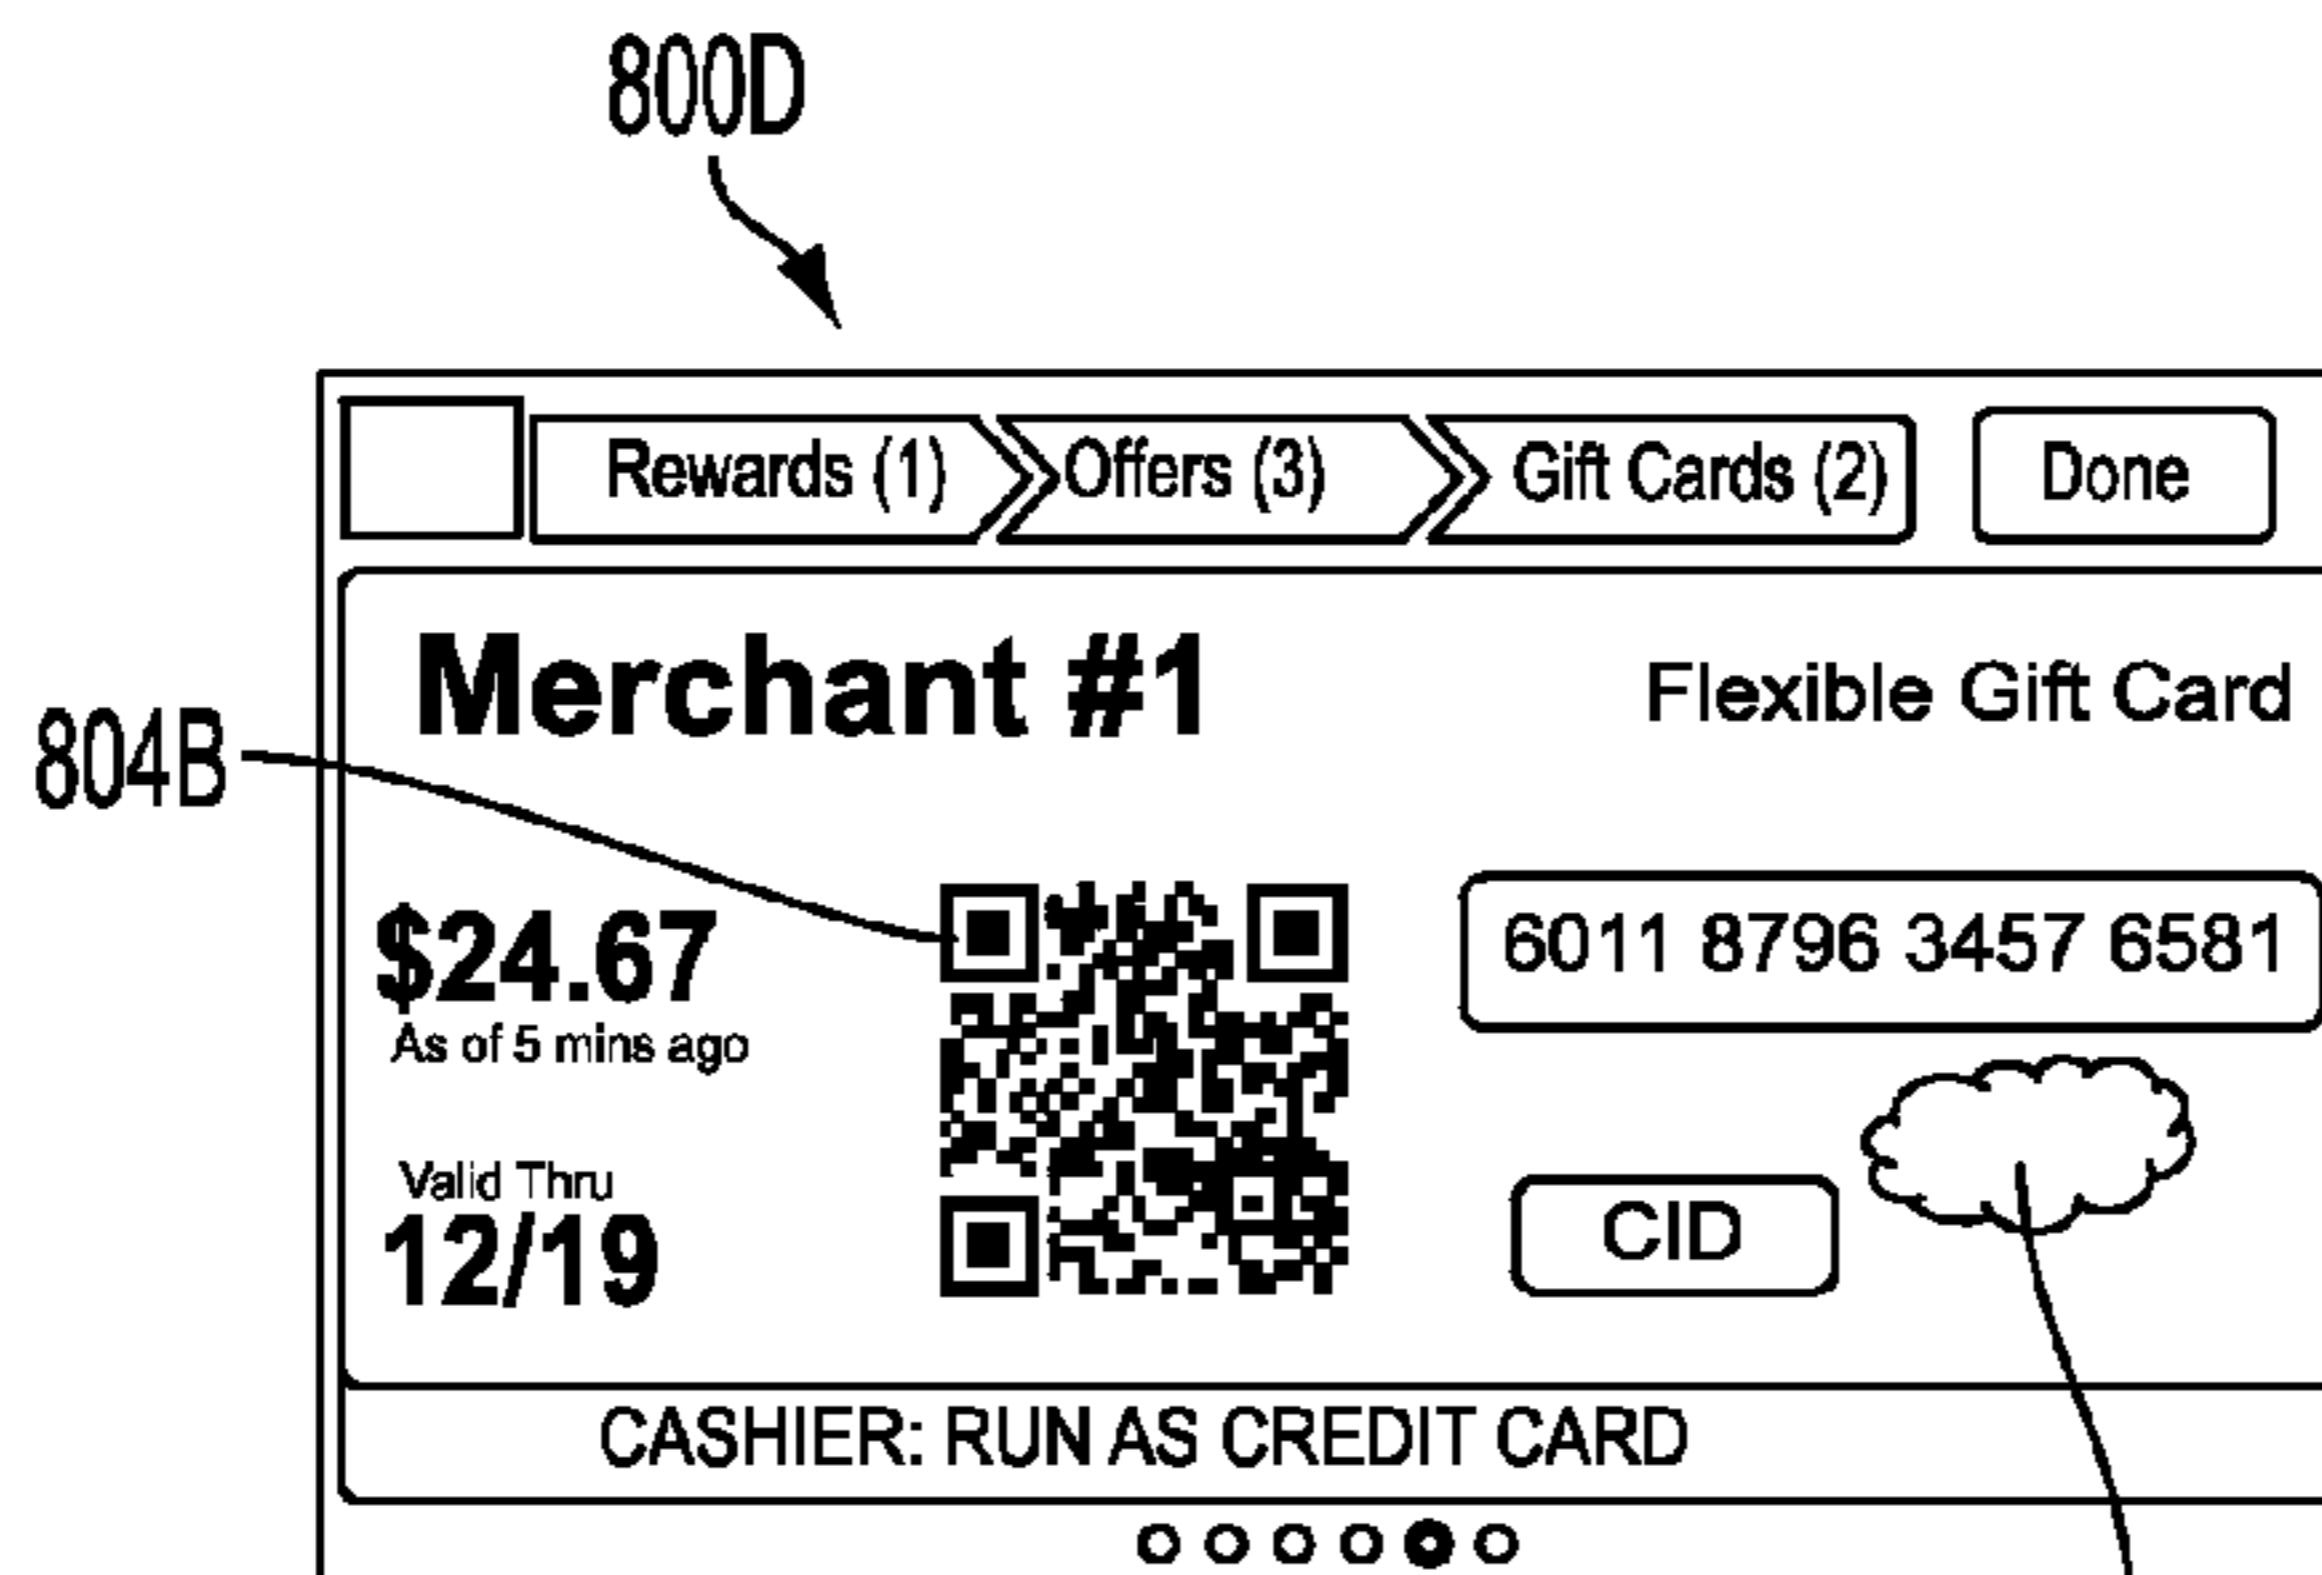 800D
Rewards (1) Offers (3) Gift Cards (2) Done
Merchant #1 Flexible Gift Card
804B
$24.67 6011 8796 3457 6581
As of 5 mins ago
Valid Thru
12/19 CID
CASHIER: RUN AS CREDIT CARD